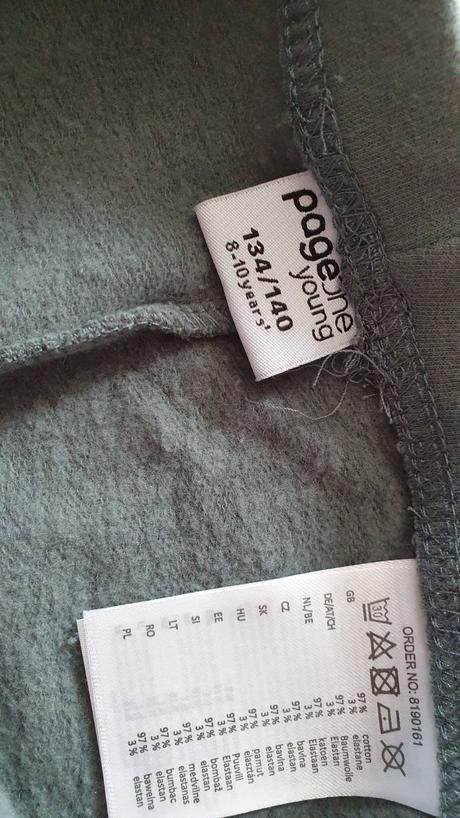 pageone
young
134/140
8-10years'
ORDER NO: 8190161
30
GB 97% cotton
3% elastane
DE/AT/CH 97% Baumwolle
3% Elastan
NL/BE 97% katoen
3% Elastaan
CZ 97% bavlna
3% elastan
SK 97% bavlna
3% elastan
HU 97% pamut
3% elasztán
EE 97% Puuvill
3% Elastaan
SI 97% bombaž
3% elastan
LT 97% medvilnė
3% elastanas
RO 97% bumbac
3% elastan
PL 97% bawełna
3% elastan